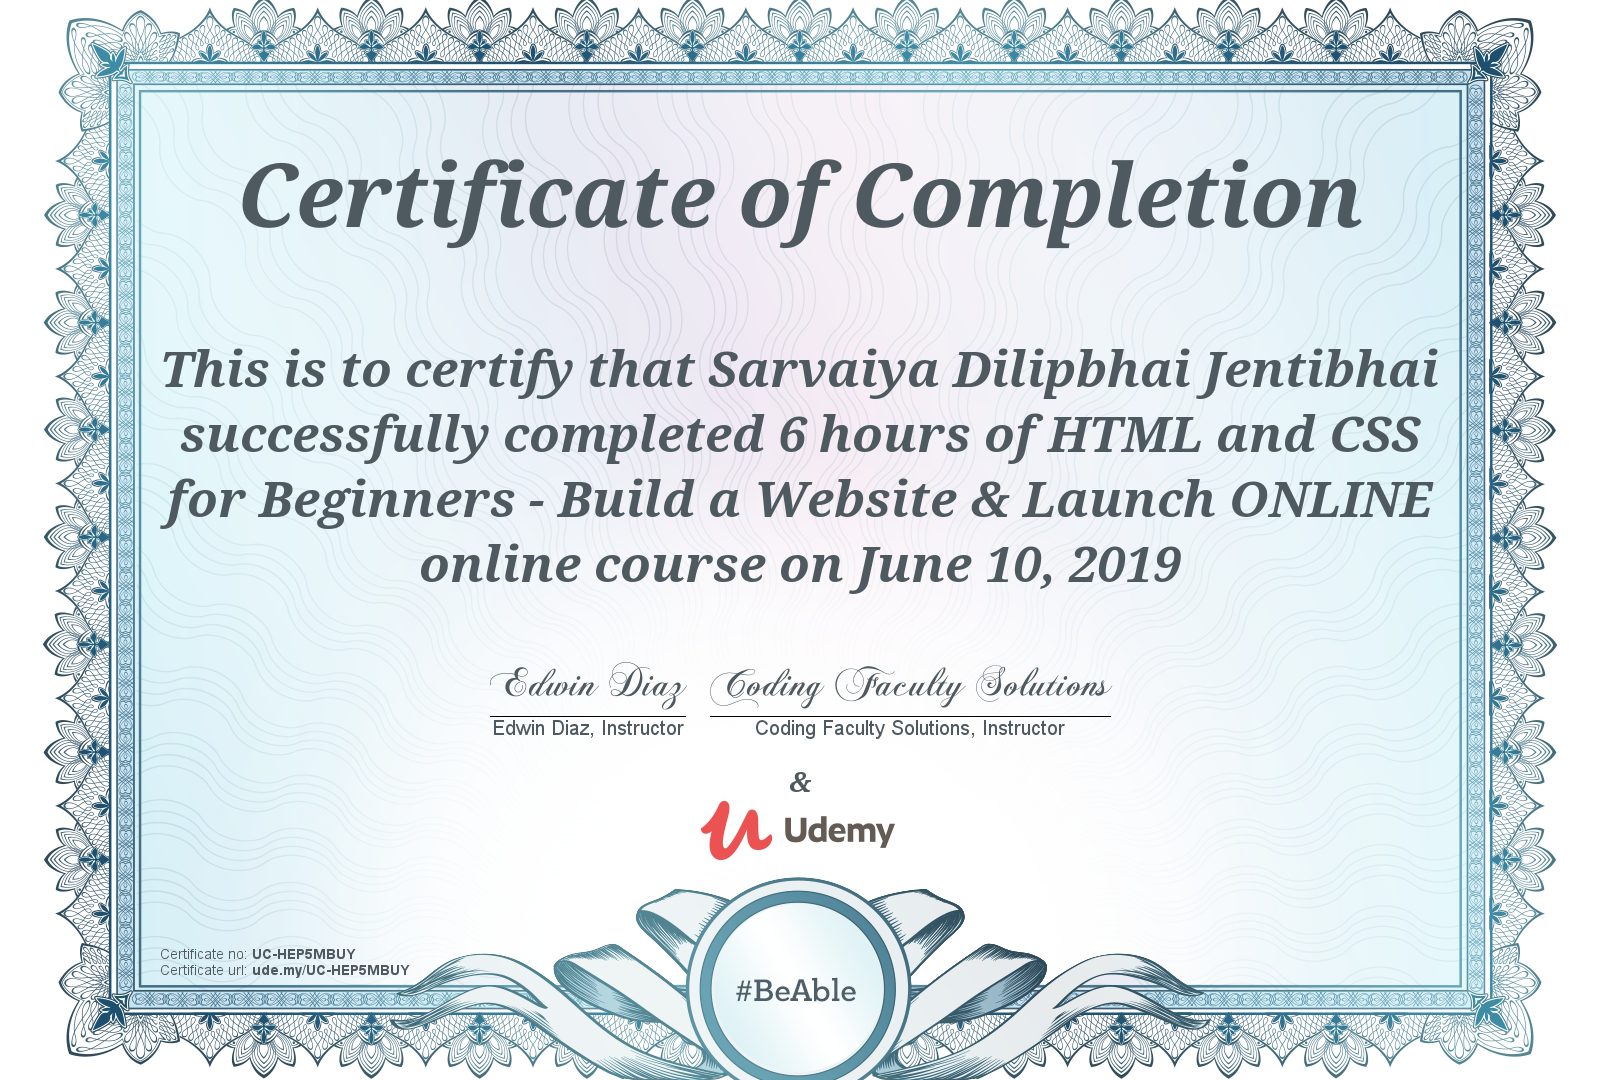 Certificate of Completion
This is to certify that Sarvaiya Dilipbhai Jentibhai
successfully completed 6 hours of HTML and CSS
for Beginners - Build a Website & Launch ONLINE
online course on June 10, 2019
Edwin Diaz Coding Faculty Solutions
Edwin Diaz, Instructor Coding Faculty Solutions, Instructor
&
Udemy
Certificate no: UC-HEP5MBUY
Certificate url: ude.my/UC-HEP5MBUY
#BeAble